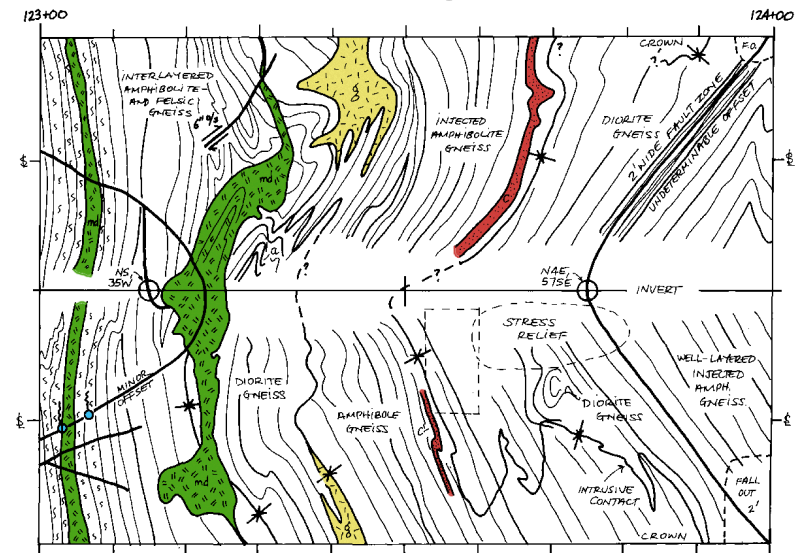 123+00
124+00
CROWN
F.O.
?
?
INTERLAYERED
AMPHIBOLITE-
AND FELSIC
GNEISS
6" O/S
g
INJECTED
AMPHIBOLITE
GNEISS
DIORITE
GNEISS
2' WIDE FAULT ZONE
UNDETERMINABLE OFFSET
md
md
c
a
?
?
NS,
35W
N4E,
57SE
INVERT
STRESS
RELIEF
MINOR
OFFSET
DIORITE
GNEISS
AMPHIBOLE
GNEISS
C
DIORITE
GNEISS
WELL-LAYERED
INJECTED
AMPH.
GNEISS
md
g
INTRUSIVE
CONTACT
FALL
OUT
2'
CROWN